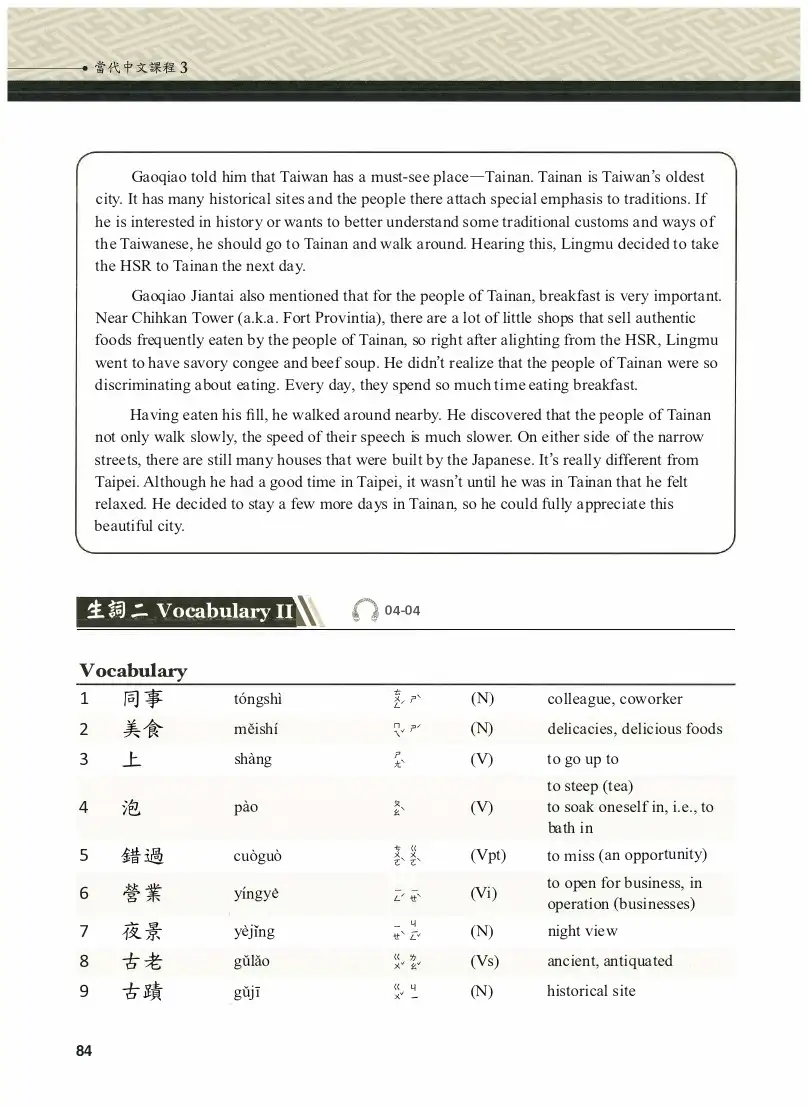 當代中文課程 3
Gaoqiao told him that Taiwan has a must-see place—Tainan. Tainan is Taiwan's oldest
city. It has many historical sites and the people there attach special emphasis to traditions. If
he is interested in history or wants to better understand some traditional customs and ways of
the Taiwanese, he should go to Tainan and walk around. Hearing this, Lingmu decided to take
the HSR to Tainan the next day.
Gaoqiao Jiantai also mentioned that for the people of Tainan, breakfast is very important.
Near Chihkan Tower (a.k.a. Fort Provintia), there are a lot of little shops that sell authentic
foods frequently eaten by the people of Tainan, so right after alighting from the HSR, Lingmu
went to have savory congee and beef soup. He didn't realize that the people of Tainan were so
discriminating about eating. Every day, they spend so much time eating breakfast.
Having eaten his fill, he walked around nearby. He discovered that the people of Tainan
not only walk slowly, the speed of their speech is much slower. On either side of the narrow
streets, there are still many houses that were built by the Japanese. It's really different from
Taipei. Although he had a good time in Taipei, it wasn't until he was in Tainan that he felt
relaxed. He decided to stay a few more days in Tainan, so he could fully appreciate this
beautiful city.
生詞二 Vocabulary II 04-04
Vocabulary
1 同事 tóngshì ㄊㄨㄥˊ ㄕˋ (N) colleague, coworker
2 美食 měishí ㄇㄟˇ ㄕˊ (N) delicacies, delicious foods
3 上 shàng ㄕㄤˋ (V) to go up to
4 泡 pào ㄆㄠˋ (V) to steep (tea)
to soak oneself in, i.e., to
bath in
5 錯過 cuòguò ㄘㄨㄛˋ ㄍㄨㄛˋ (Vpt) to miss (an opportunity)
6 營業 yíngyè ㄧㄥˊ ㄧㄝˋ (Vi) to open for business, in
operation (businesses)
7 夜景 yèjǐng ㄧㄝˋ ㄐㄧㄥˇ (N) night view
8 古老 gǔlǎo ㄍㄨˇ ㄌㄠˇ (Vs) ancient, antiquated
9 古蹟 gǔjī ㄍㄨˇ ㄐㄧ (N) historical site
84